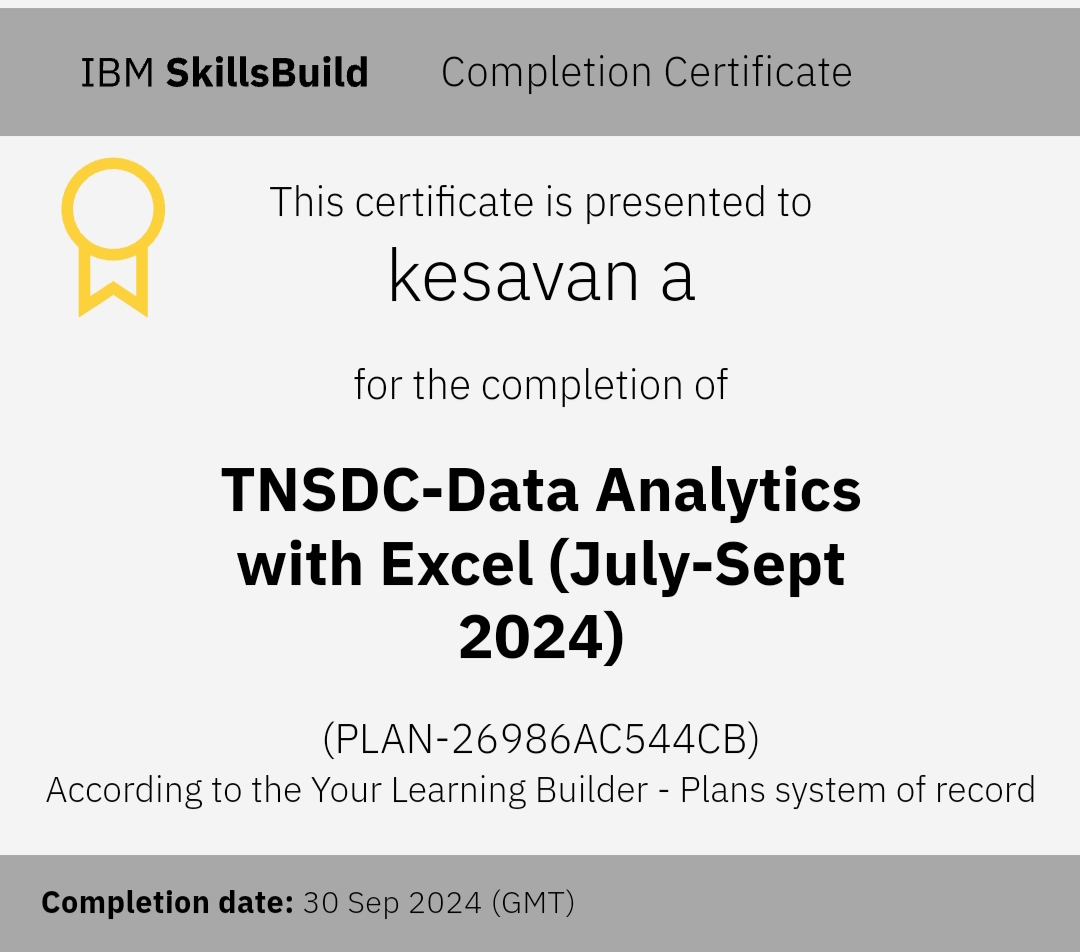 IBM SkillsBuild Completion Certificate
This certificate is presented to
kesavan a
for the completion of
TNSDC-Data Analytics
with Excel (July-Sept
2024)
(PLAN-26986AC544CB)
According to the Your Learning Builder - Plans system of record
Completion date: 30 Sep 2024 (GMT)